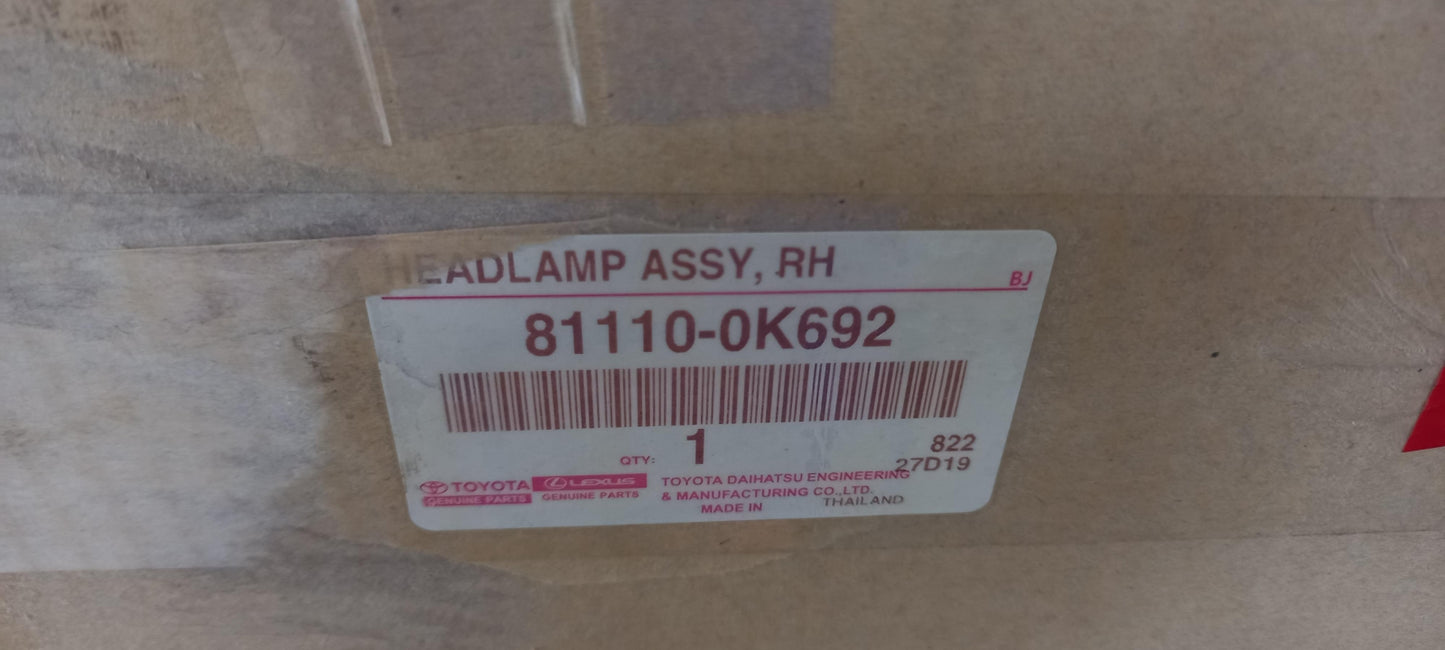 HEADLAMP ASSY, RH
BJ
81110-0K692
QTY: 1
822
27D19
TOYOTA
GENUINE PARTS
LEXUS
GENUINE PARTS
TOYOTA DAIHATSU ENGINEERING
& MANUFACTURING CO.,LTD.
MADE IN THAILAND